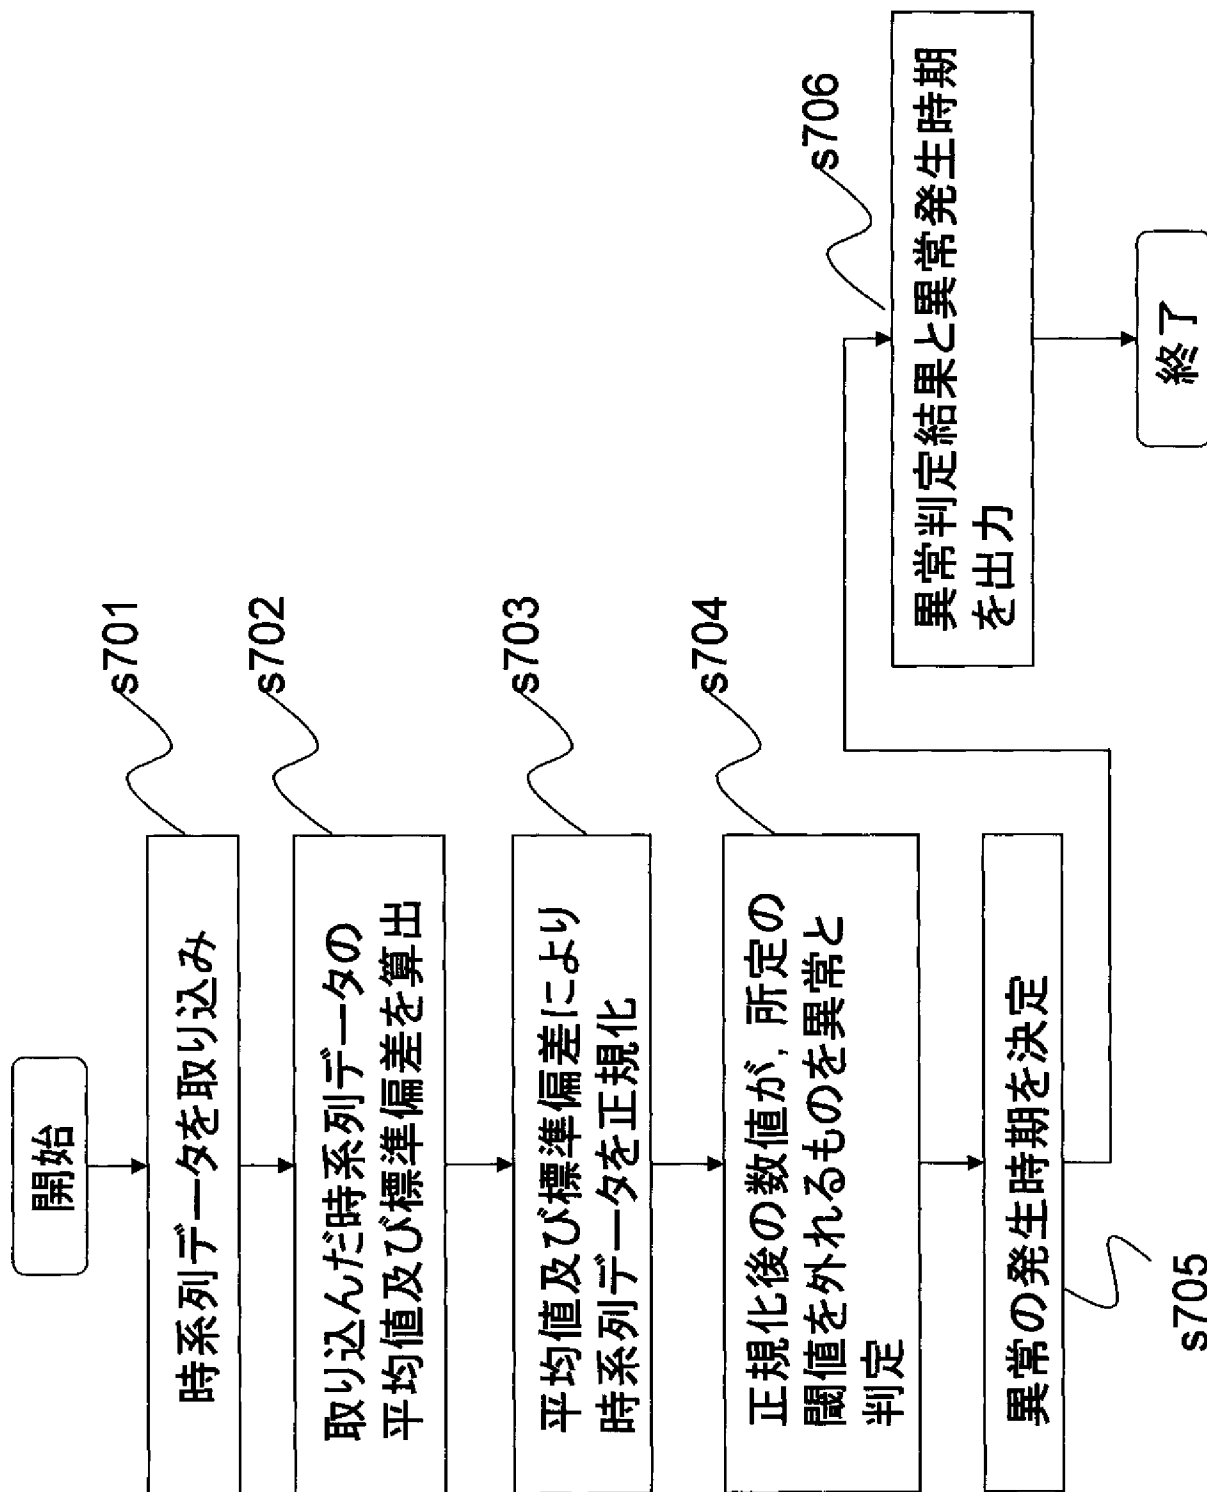 開始
s701
時系列データを取り込み
s702
取り込んだ時系列データの
平均値及び標準偏差を算出
s703
平均値及び標準偏差により
時系列データを正規化
s704
正規化後の数値が, 所定の
閾値を外れるものを異常と
判定
異常の発生時期を決定
s705
s706
異常判定結果と異常発生時期
を出力
終了